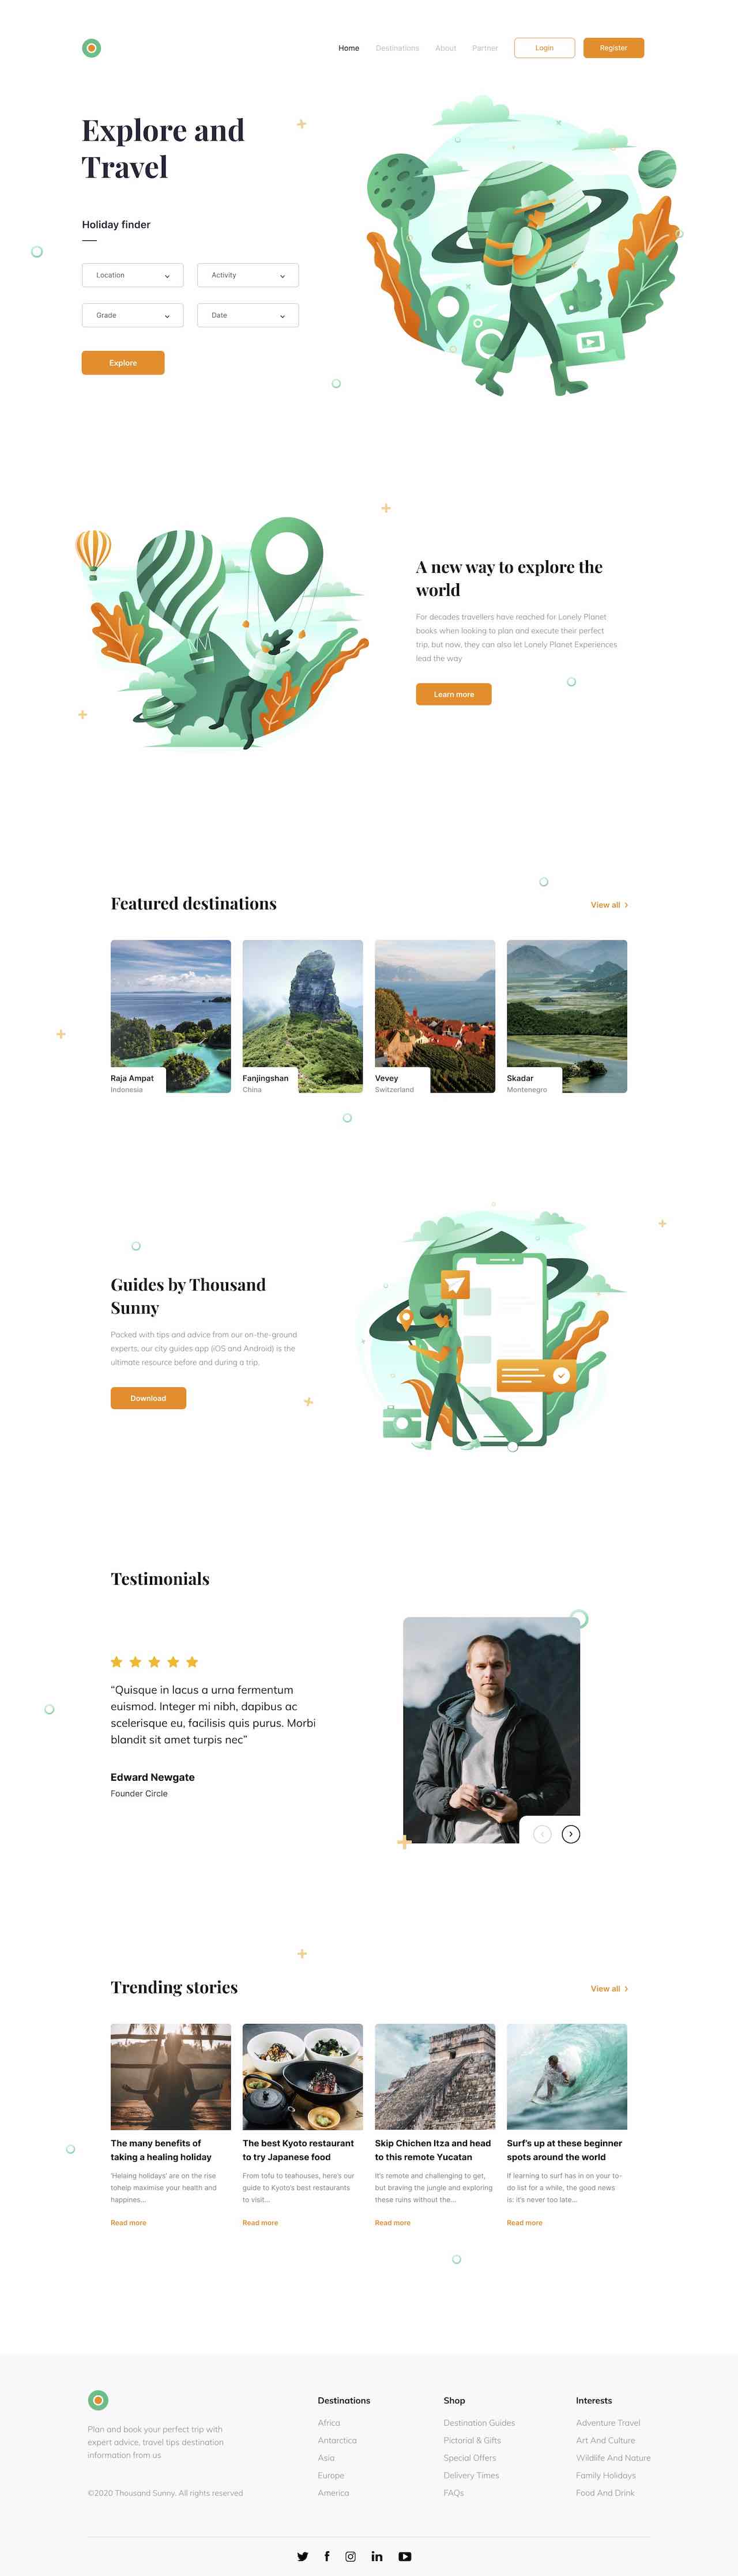 Home Destinations About Partner Login Register
Explore and
Travel
Holiday finder
Location Activity
Grade Date
Explore
A new way to explore the
world
For decades travellers have reached for Lonely Planet
books when looking to plan and execute their perfect
trip, but now, they can also let Lonely Planet Experiences
lead the way
Learn more
Featured destinations
View all
Raja Ampat
Indonesia
Fanjingshan
China
Vevey
Switzerland
Skadar
Montenegro
Guides by Thousand
Sunny
Packed with tips and advice from our on-the-ground
experts, our city guides app (iOS and Android) is the
ultimate resource before and during a trip.
Download
Testimonials
“Quisque in lacus a urna fermentum
euismod. Integer mi nibh, dapibus ac
scelerisque eu, facilisis quis purus. Morbi
blandit sit amet turpis nec”
Edward Newgate
Founder Circle
Trending stories
View all
The many benefits of
taking a healing holiday
'Helaing holidays' are on the rise
tohelp maximise your health and
happines...
Read more
The best Kyoto restaurant
to try Japanese food
From tofu to teahouses, here's our
guide to Kyoto's best restaurants
to visit...
Read more
Skip Chichen Itza and head
to this remote Yucatan
It's remote and challenging to get,
but braving the jungle and exploring
these ruins without the...
Read more
Surf's up at these beginner
spots around the world
If learning to surf has in on your to-
do list for a while, the good news
is: it's never too late...
Read more
Plan and book your perfect trip with
expert advice, travel tips destination
information from us
©2020 Thousand Sunny. All rights reserved
Destinations
Africa
Antarctica
Asia
Europe
America
Shop
Destination Guides
Pictorial & Gifts
Special Offers
Delivery Times
FAQs
Interests
Adventure Travel
Art And Culture
Wildlife And Nature
Family Holidays
Food And Drink